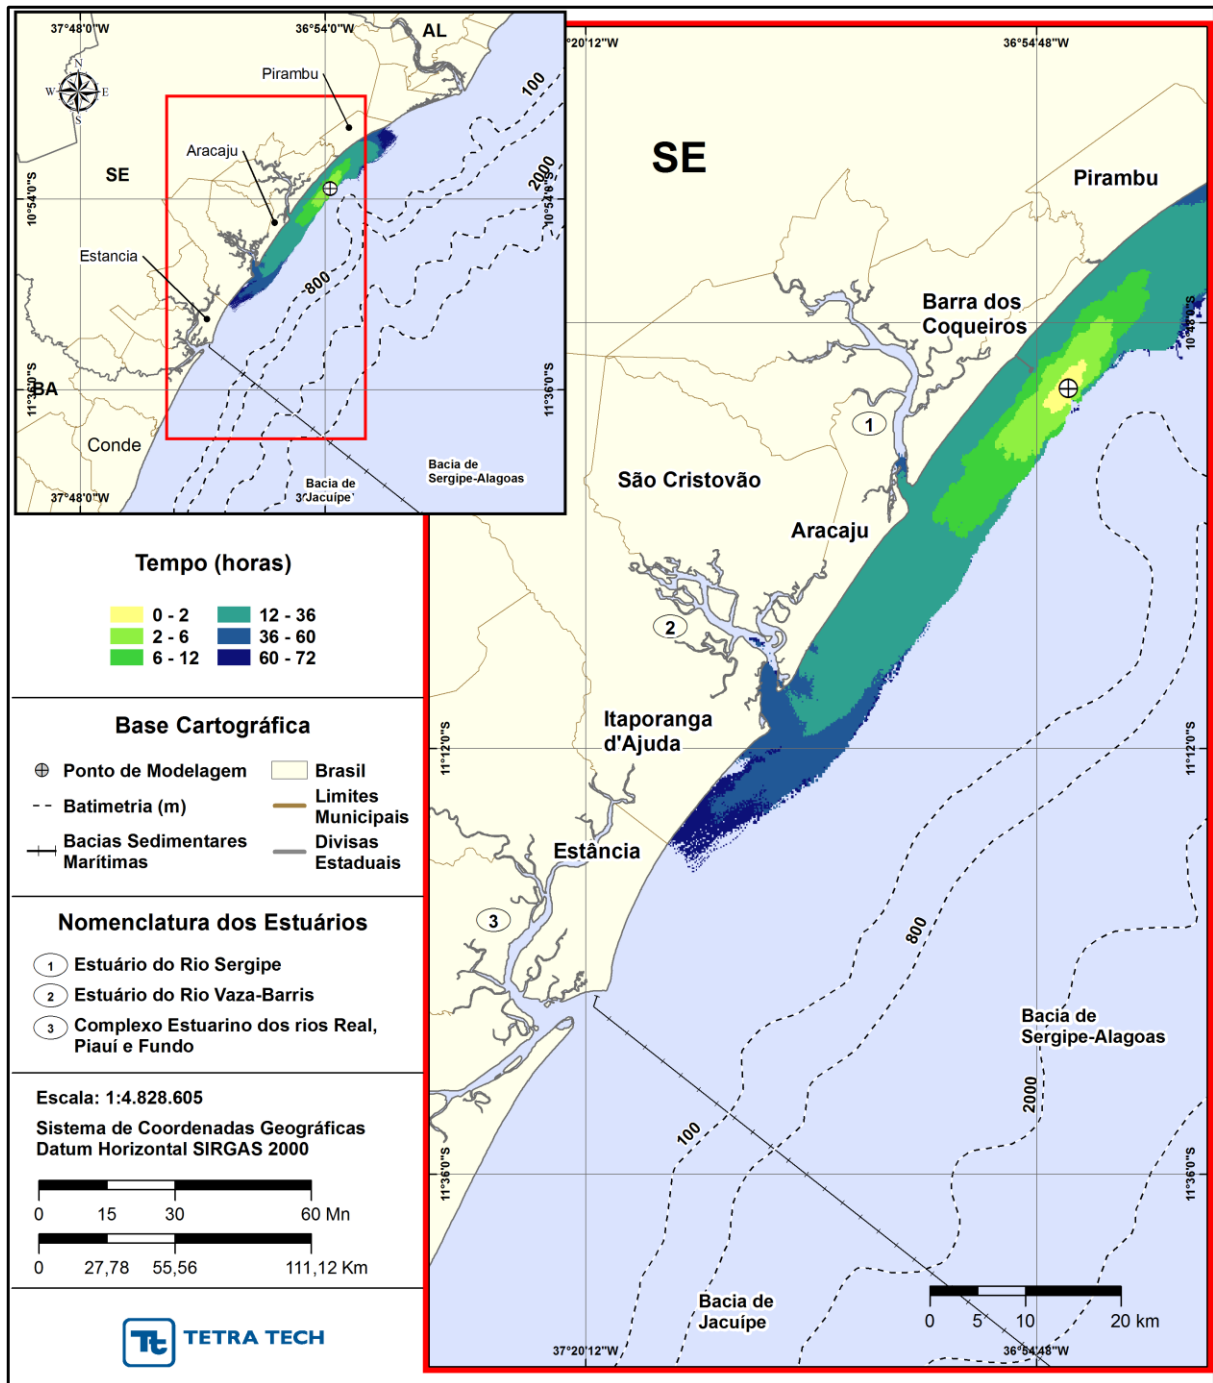 37°48'0"W
36°54'0"W
AL
N
W
E
S
Pirambu
100
Aracaju
2000
SE
10°54'0"S
10°54'0"S
Estancia
800
11°36'0"S
11°36'0"S
BA
Conde
Bacia de
Sergipe-Alagoas
Bacia de
Jacuípe
37°48'0"W
Tempo (horas)
0 - 2
12 - 36
2 - 6
36 - 60
6 - 12
60 - 72
Base Cartográfica
Ponto de Modelagem
Brasil
Batimetria (m)
Limites
Municipais
Bacias Sedimentares
Marítimas
Divisas
Estaduais
Nomenclatura dos Estuários
1 Estuário do Rio Sergipe
2 Estuário do Rio Vaza-Barris
3 Complexo Estuarino dos rios Real,
Piauí e Fundo
Escala: 1:4.828.605
Sistema de Coordenadas Geográficas
Datum Horizontal SIRGAS 2000
0 15 30 60 Mn
0 27,78 55,56 111,12 Km
Tt TETRA TECH
20'12"W
36°54'48"W
SE
Pirambu
Barra dos
Coqueiros
10°48'0"S
1
São Cristovão
Aracaju
2
Itaporanga
d'Ajuda
11°12'0"S
11°12'0"S
Estância
3
800
Bacia de
Sergipe-Alagoas
2000
100
11°36'0"S
11°36'0"S
Bacia de
Jacuípe
0 5 10 20 km
37°20'12"W
36°54'48"W